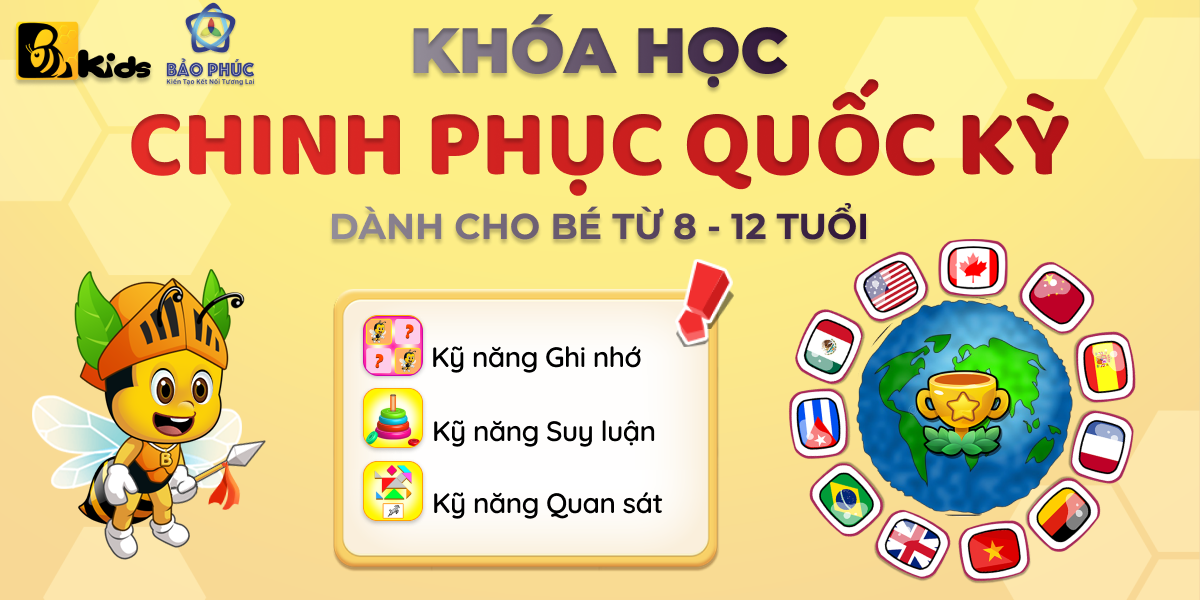 Bkids
BẢO PHÚC
Kiến Tạo Kết Nối Tương Lai
KHÓA HỌC
CHINH PHỤC QUỐC KỲ
DÀNH CHO BÉ TỪ 8 - 12 TUỔI
?
?
Kỹ năng Ghi nhớ
Kỹ năng Suy luận
Kỹ năng Quan sát
B